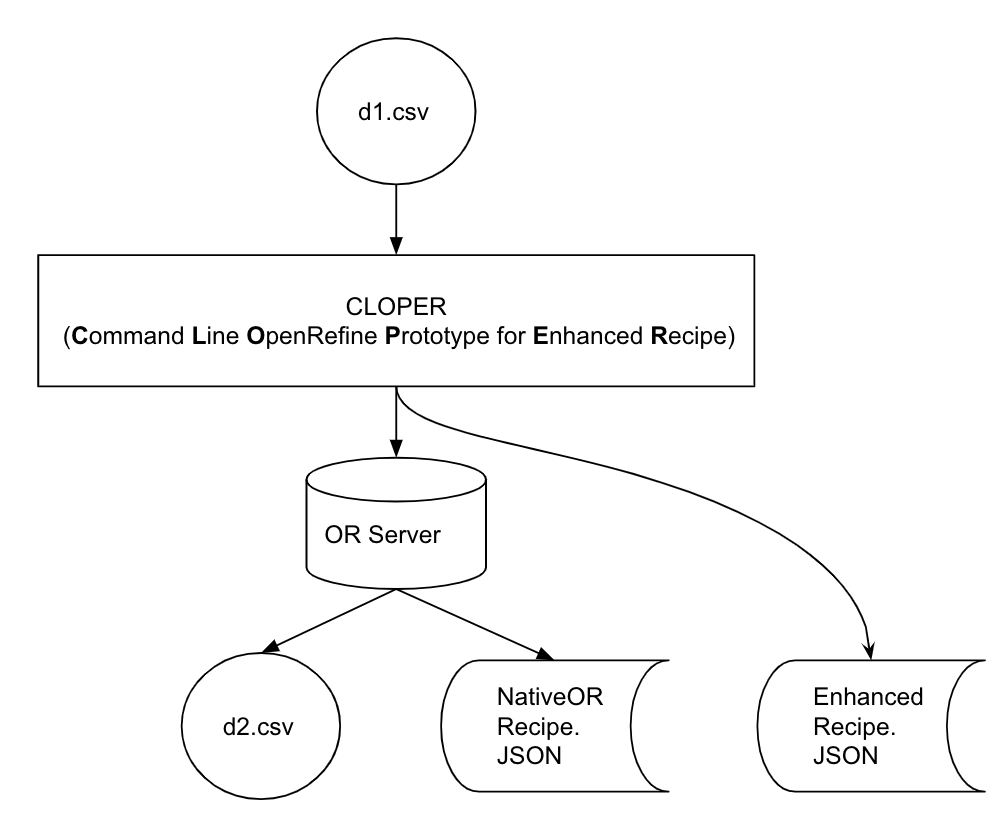 d1.csv
CLOPER
(Command Line OpenRefine Prototype for Enhanced Recipe)
OR Server
d2.csv
NativeOR
Recipe.
JSON
Enhanced
Recipe.
JSON